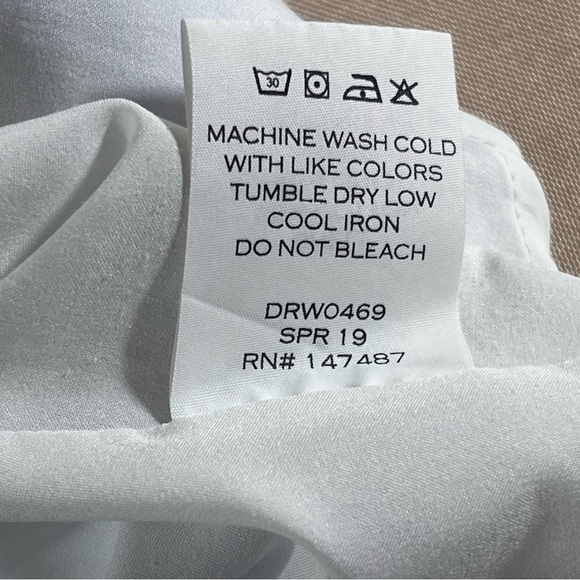 30
MACHINE WASH COLD
WITH LIKE COLORS
TUMBLE DRY LOW
COOL IRON
DO NOT BLEACH
DRW0469
SPR 19
RN# 147487